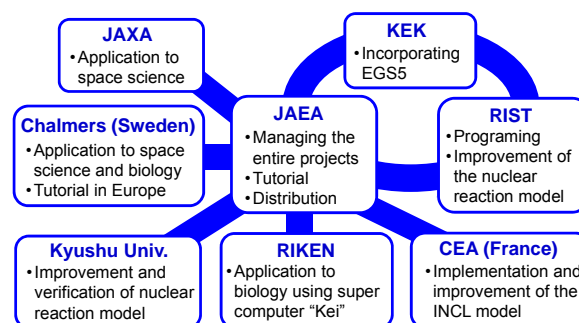 JAXA
•Application to
space science
KEK
•Incorporating
EGS5
Chalmers (Sweden)
•Application to space
science and biology
•Tutorial in Europe
JAEA
•Managing the
entire projects
•Tutorial
•Distribution
RIST
•Programing
•Improvement of
the nuclear
reaction model
Kyushu Univ.
•Improvement and
verification of nuclear
reaction model
RIKEN
•Application to
biology using super
computer “Kei”
CEA (France)
•Implementation and
improvement of the
INCL model